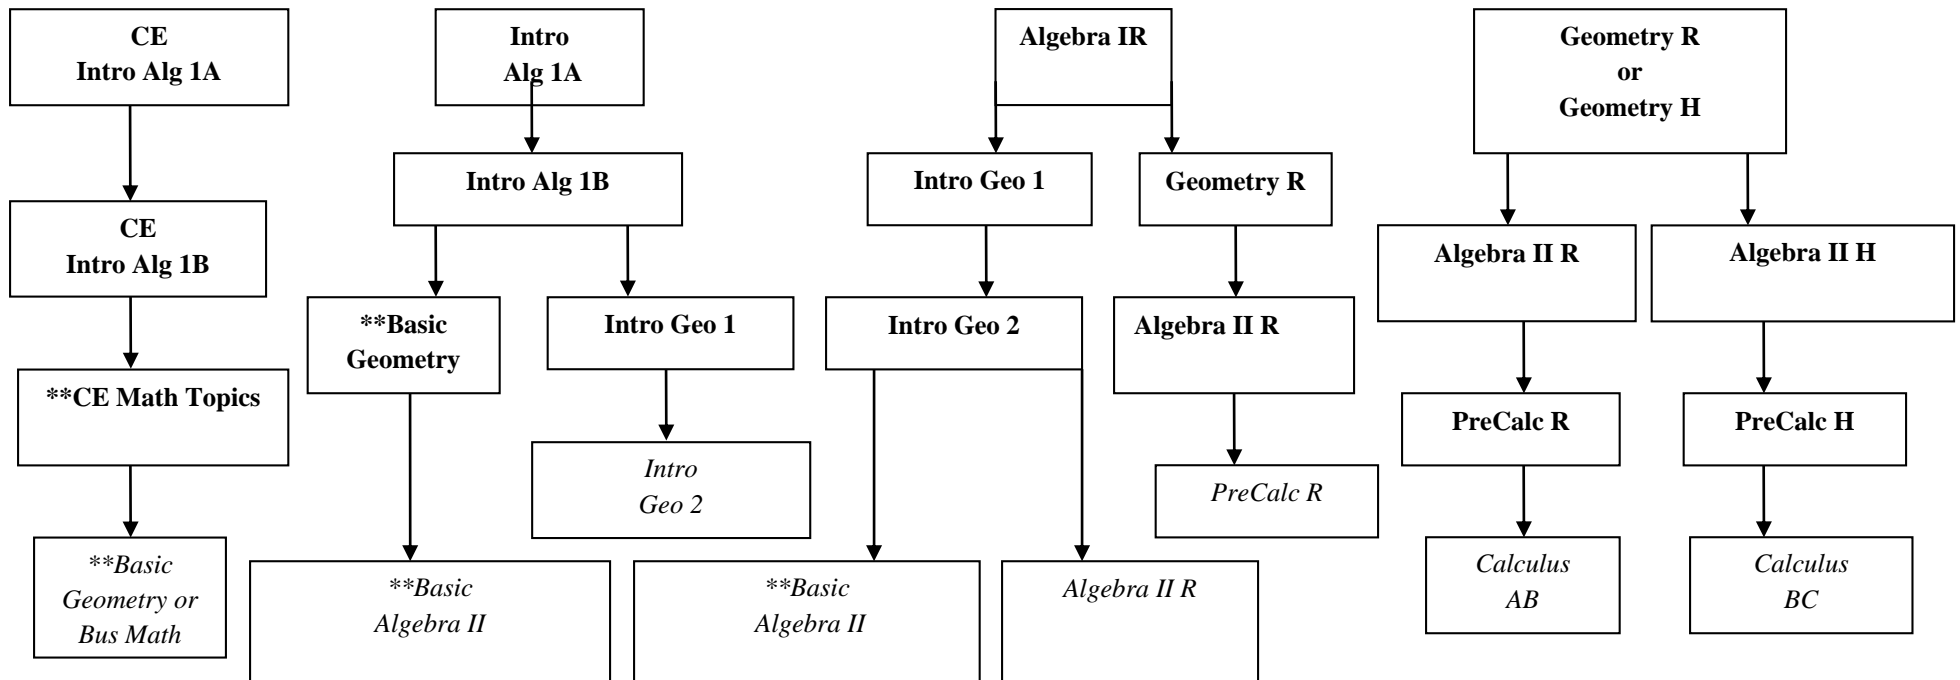 CE
Intro Alg 1A
Intro
Alg 1A
Algebra IR
Geometry R
or
Geometry H
Intro Alg 1B
Intro Geo 1
Geometry R
CE
Intro Alg 1B
Algebra II R
Algebra II H
**Basic
Geometry
Intro Geo 1
Intro Geo 2
Algebra II R
**CE Math Topics
PreCalc R
PreCalc H
Intro
Geo 2
PreCalc R
**Basic
Geometry or
Bus Math
**Basic
Algebra II
**Basic
Algebra II
Algebra II R
Calculus
AB
Calculus
BC